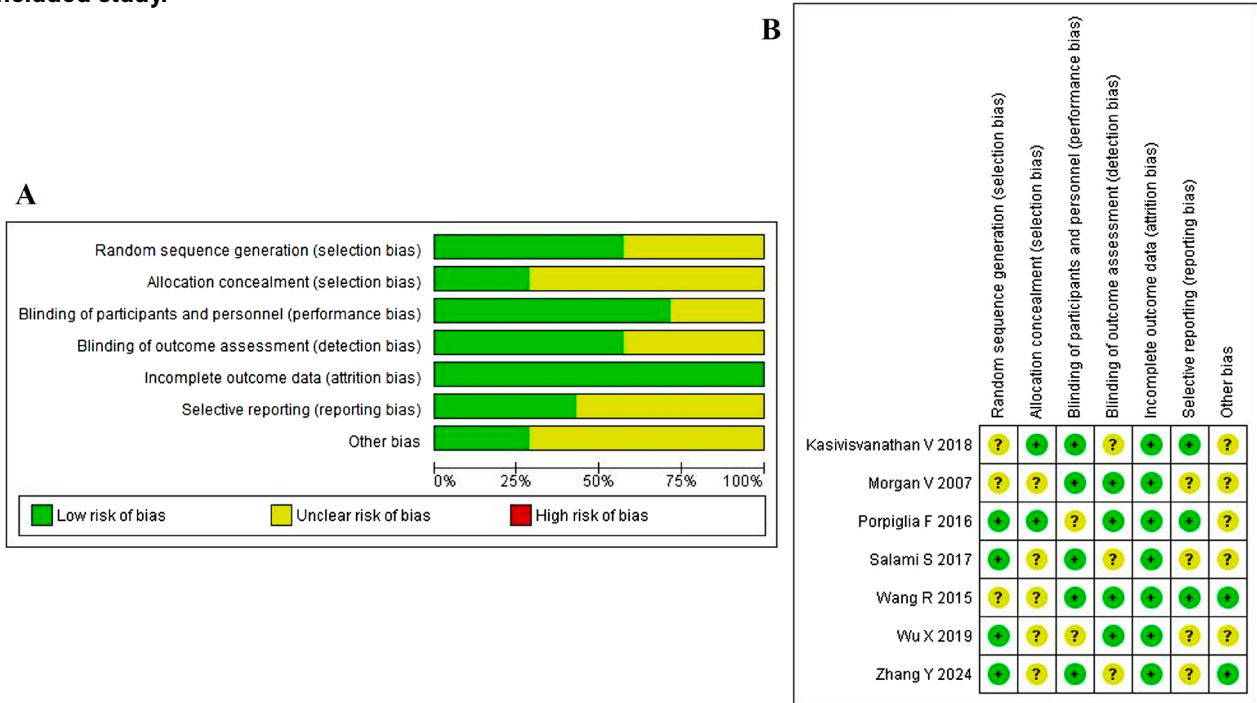 included study.
A
Random sequence generation (selection bias)
Allocation concealment (selection bias)
Blinding of participants and personnel (performance bias)
Blinding of outcome assessment (detection bias)
Incomplete outcome data (attrition bias)
Selective reporting (reporting bias)
Other bias
0% 25% 50% 75% 100%
Low risk of bias Unclear risk of bias High risk of bias
B
Random sequence generation (selection bias)
Allocation concealment (selection bias)
Blinding of participants and personnel (performance bias)
Blinding of outcome assessment (detection bias)
Incomplete outcome data (attrition bias)
Selective reporting (reporting bias)
Other bias
Kasivisvanathan V 2018 ? + + ? + + ?
Morgan V 2007 ? ? + + + ? ?
Porpiglia F 2016 + + ? + + + ?
Salami S 2017 + ? + ? + ? ?
Wang R 2015 ? ? + + + + +
Wu X 2019 + ? ? + + ? ?
Zhang Y 2024 + ? + ? + ? +